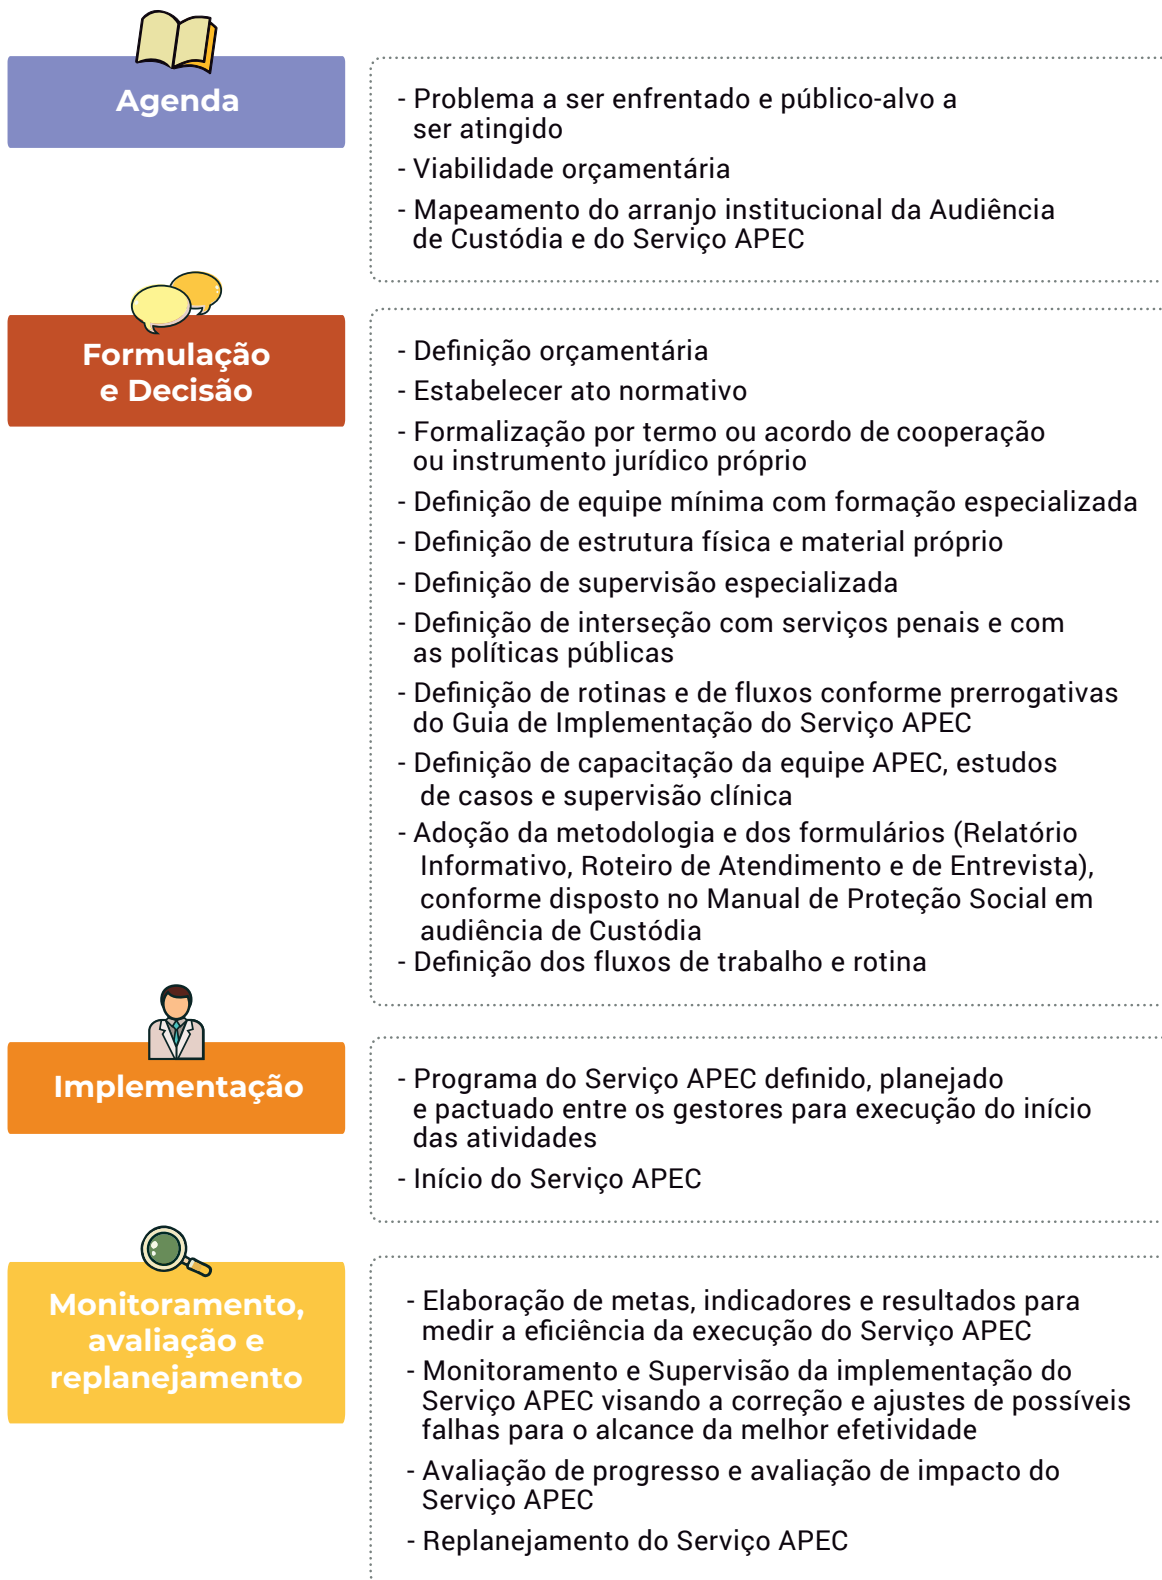 Agenda
- Problema a ser enfrentado e público-alvo a
ser atingido
- Viabilidade orçamentária
- Mapeamento do arranjo institucional da Audiência
de Custódia e do Serviço APEC
Formulação
e Decisão
- Definição orçamentária
- Estabelecer ato normativo
- Formalização por termo ou acordo de cooperação
ou instrumento jurídico próprio
- Definição de equipe mínima com formação especializada
- Definição de estrutura física e material próprio
- Definição de supervisão especializada
- Definição de interseção com serviços penais e com
as políticas públicas
- Definição de rotinas e de fluxos conforme prerrogativas
do Guia de Implementação do Serviço APEC
- Definição de capacitação da equipe APEC, estudos
de casos e supervisão clínica
- Adoção da metodologia e dos formulários (Relatório
Informativo, Roteiro de Atendimento e de Entrevista),
conforme disposto no Manual de Proteção Social em
audiência de Custódia
- Definição dos fluxos de trabalho e rotina
Implementação
- Programa do Serviço APEC definido, planejado
e pactuado entre os gestores para execução do início
das atividades
- Início do Serviço APEC
Monitoramento,
avaliação e
replanejamento
- Elaboração de metas, indicadores e resultados para
medir a eficiência da execução do Serviço APEC
- Monitoramento e Supervisão da implementação do
Serviço APEC visando a correção e ajustes de possíveis
falhas para o alcance da melhor efetividade
- Avaliação de progresso e avaliação de impacto do
Serviço APEC
- Replanejamento do Serviço APEC